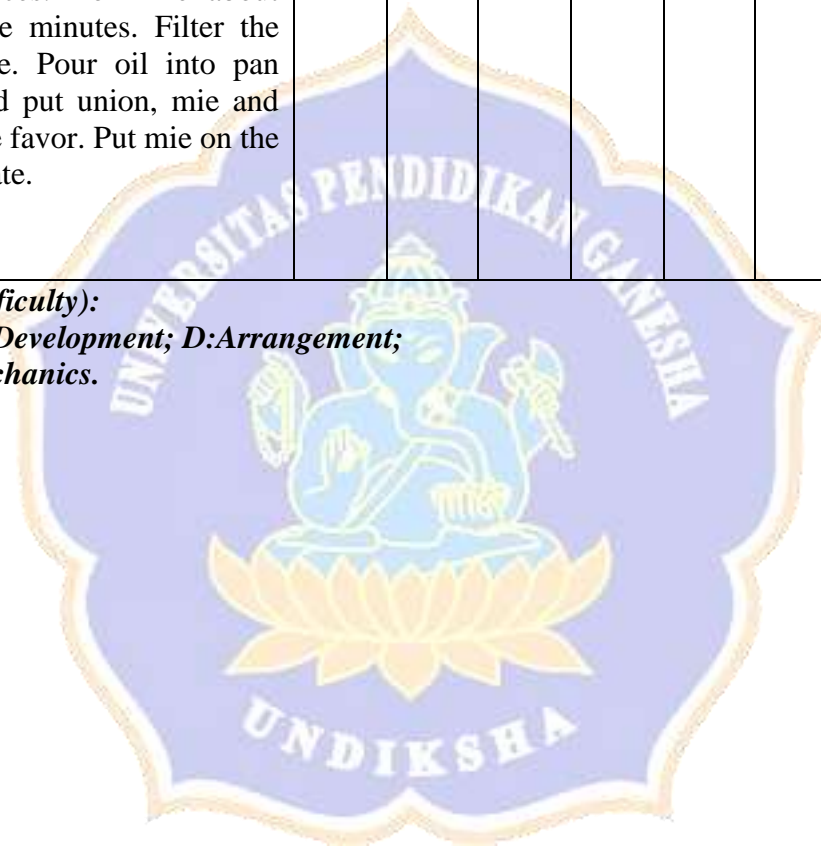 e minutes. Filter the
e. Pour oil into pan
d put union, mie and
e favor. Put mie on the
ate.
ficulty):
Development; D:Arrangement;
chanics.
UNIVERSITAS PENDIDIKAN GANESHA
UNDIKSHA